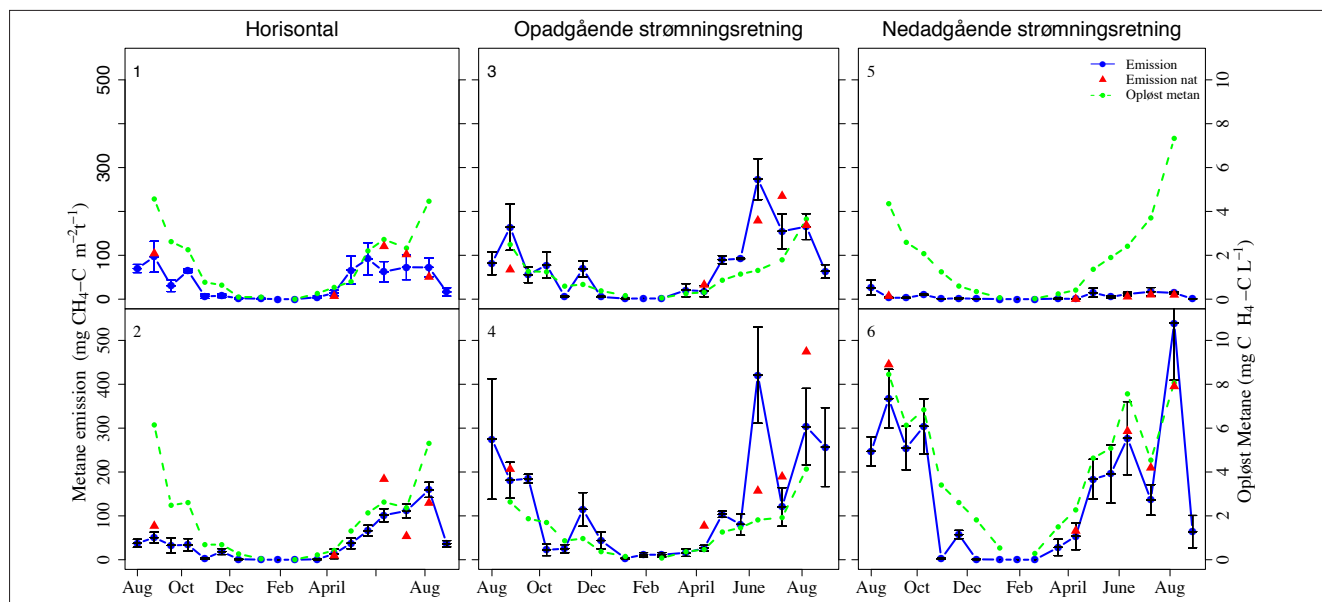 Horisontal
Opadgående strømningsretning
Nedadgående strømningsretning
1
3
5
Emission
Emission nat
Opløst metan
500
300
100
0
10
8
6
4
2
0
2
4
6
500
400
300
200
100
0
10
8
6
4
2
0
Metane emission (mg CH4–C m−2t−1)
Opløst Metane (mg C H4 –C L−1)
Aug Oct Dec Feb April Aug
Aug Oct Dec Feb April June Aug
Aug Oct Dec Feb April June Aug